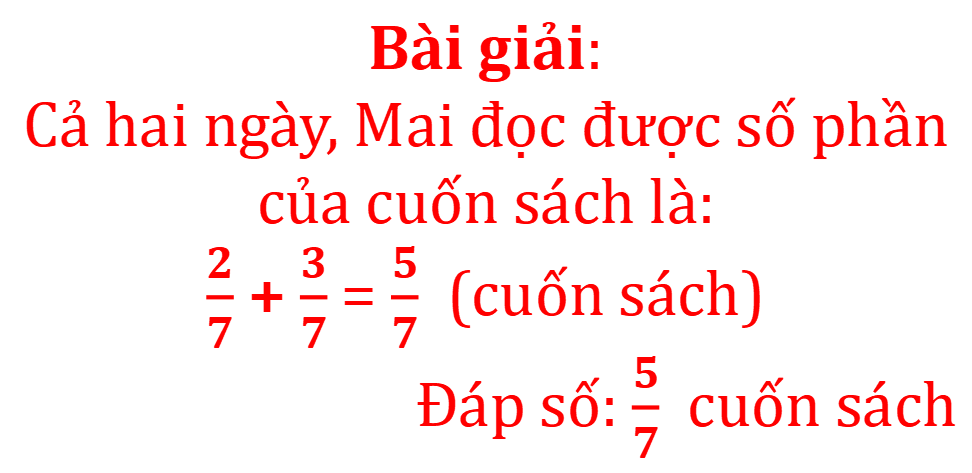 Bài giải:
Cả hai ngày, Mai đọc được số phần
của cuốn sách là:
2/7 + 3/7 = 5/7 (cuốn sách)
Đáp số: 5/7 cuốn sách